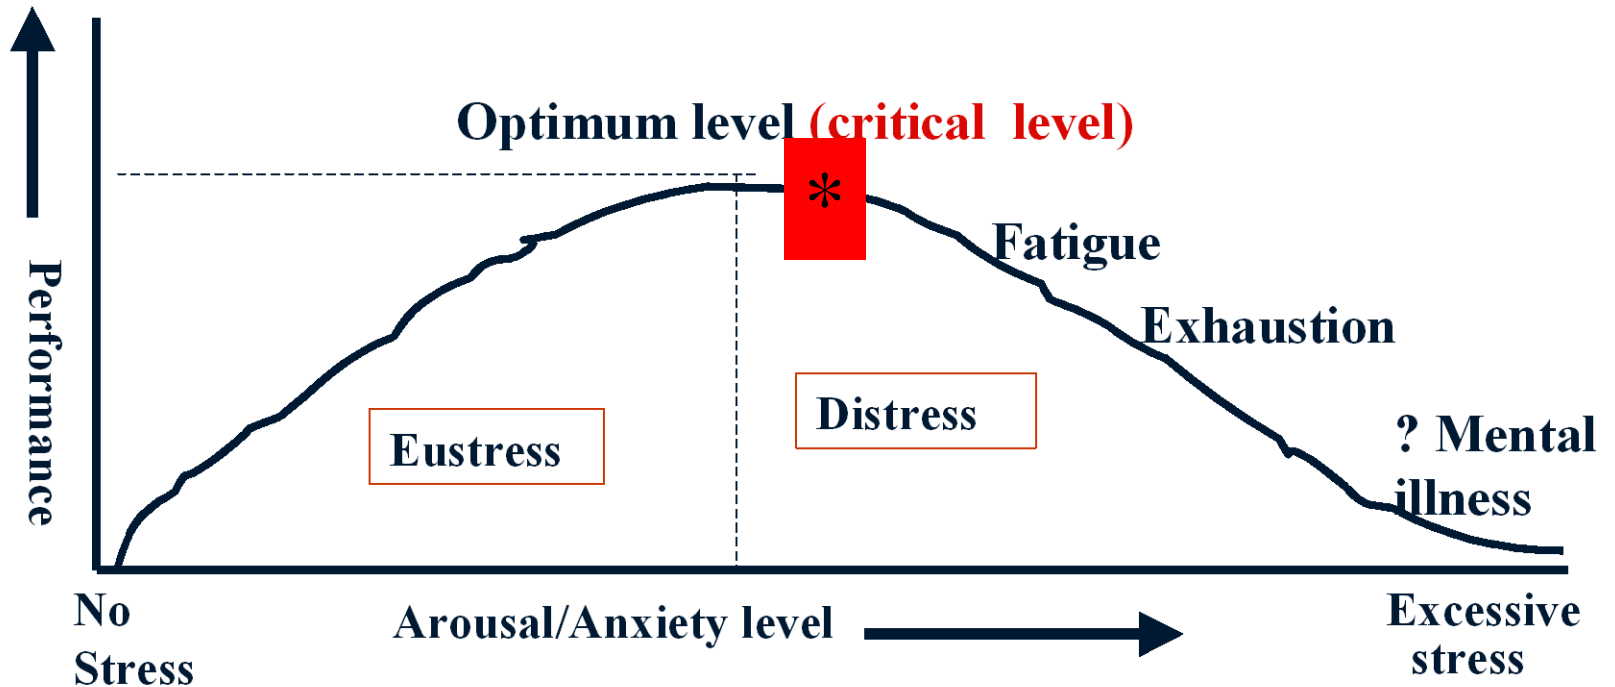 Performance
Optimum level (critical level)
*
Fatigue
Exhaustion
Distress
Eustress
? Mental
illness
No
Stress
Arousal/Anxiety level
Excessive
stress